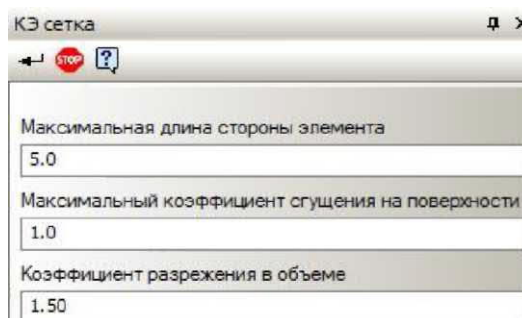 КЭ сетка
STOP ?
Максимальная длина стороны элемента
5.0
Максимальный коэффициент сгущения на поверхности
1.0
Коэффициент разрежения в объеме
1.50